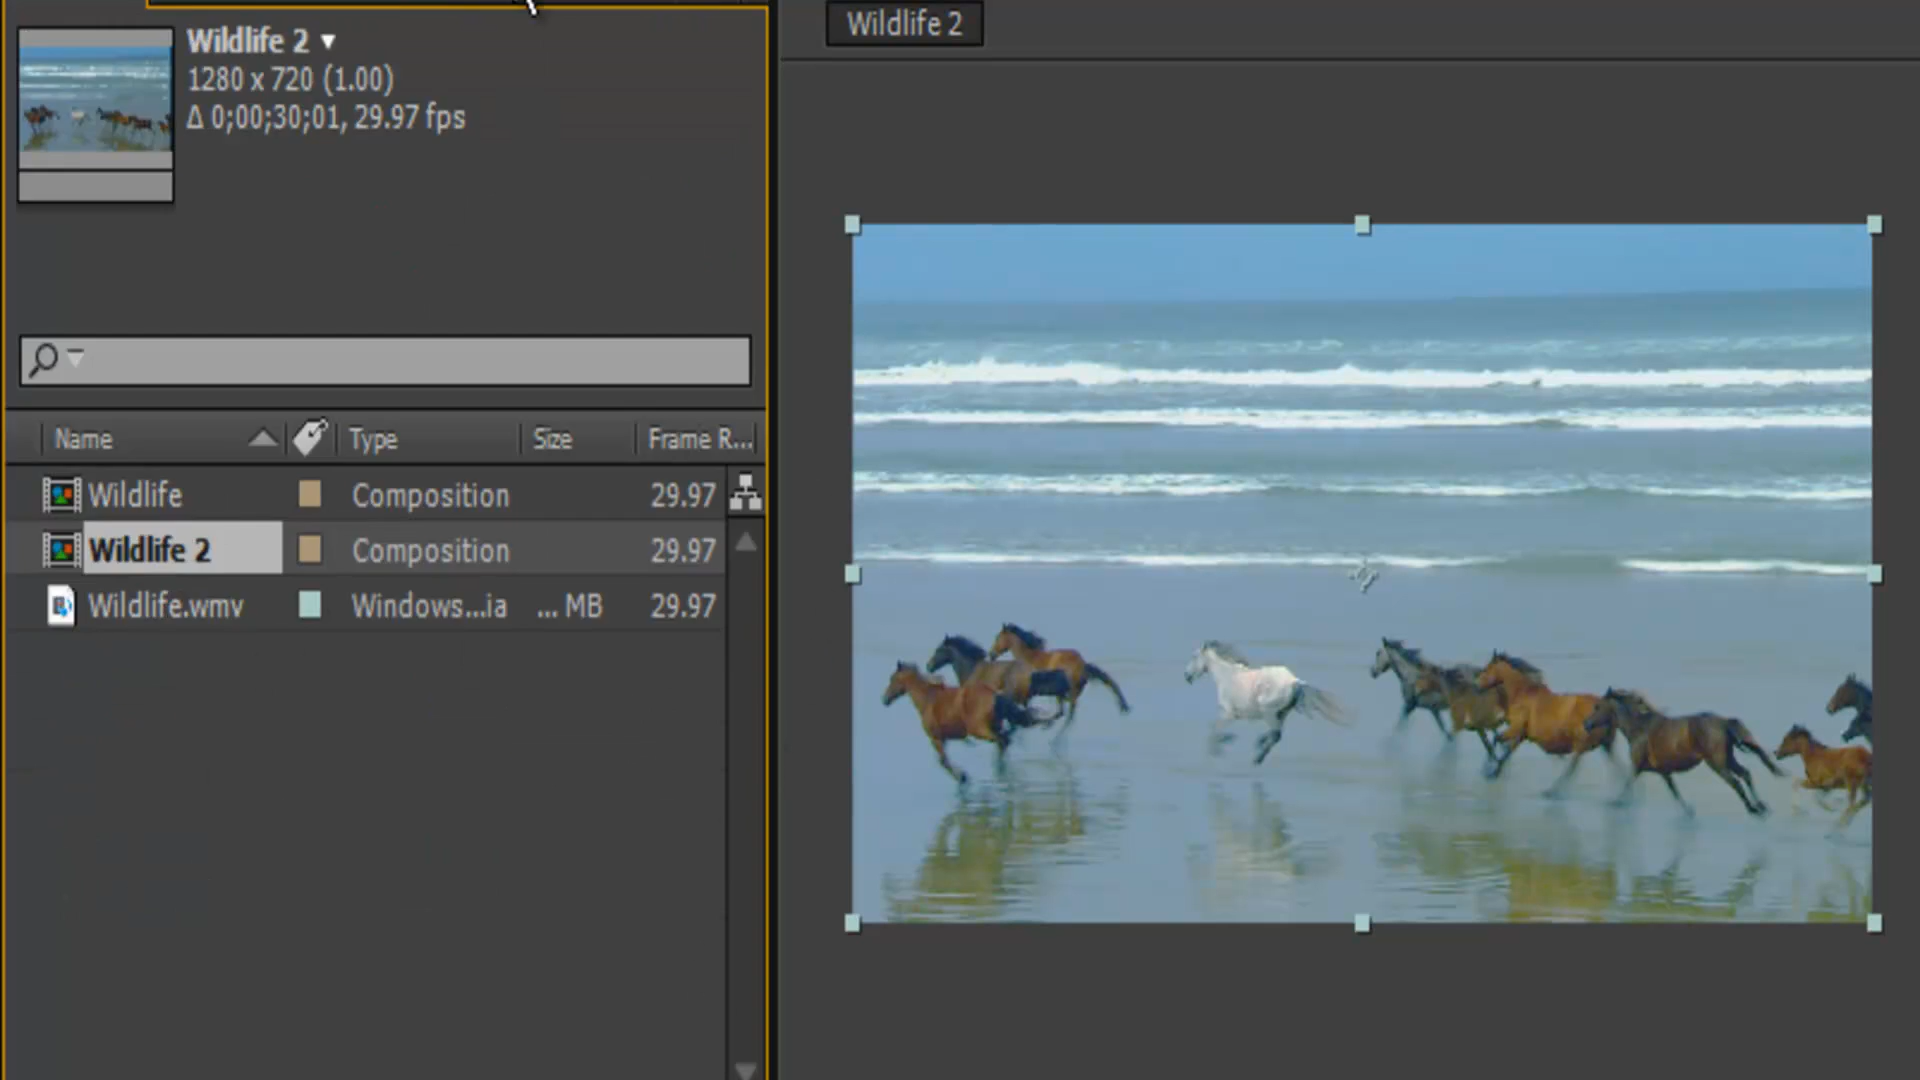 Wildlife 2
1280 x 720 (1.00)
Δ 0;00;30;01, 29.97 fps
Wildlife 2
Name Type Size Frame R...
Wildlife Composition 29.97
Wildlife 2 Composition 29.97
Wildlife.wmv Windows...ia ... MB 29.97